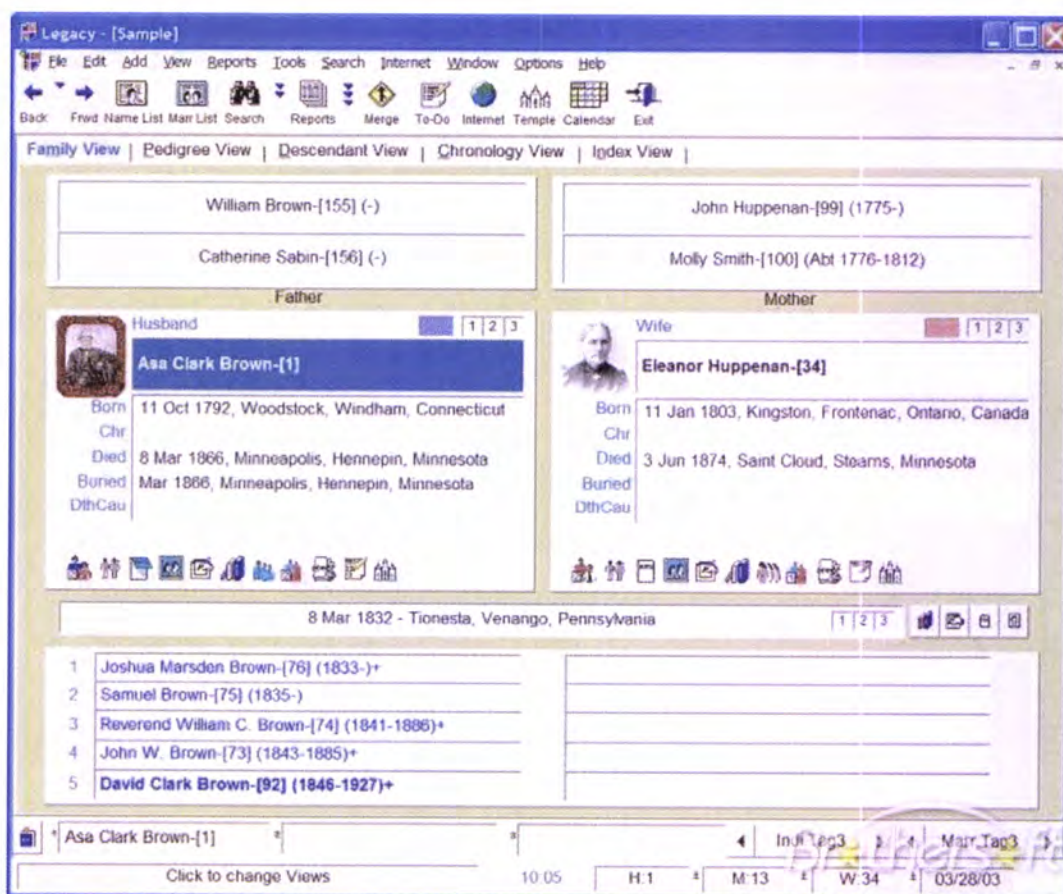 Legacy - [Sample]
File Edit Add View Reports Tools Search Internet Window Options Help
Back Frwd Name List Marr List Search Reports Merge To-Do Internet Temple Calendar Exit
Family View | Pedigree View | Descendant View | Chronology View | Index View |
William Brown-[155] (-)
Catherine Sabin-[156] (-)
John Huppenan-[99] (1775-)
Molly Smith-[100] (Abt 1776-1812)
Father
Mother
Husband 1 2 3
Asa Clark Brown-[1]
Born 11 Oct 1792, Woodstock, Windham, Connecticut
Chr
Died 8 Mar 1866, Minneapolis, Hennepin, Minnesota
Buried Mar 1866, Minneapolis, Hennepin, Minnesota
DthCau
Wife 1 2 3
Eleanor Huppenan-[34]
Born 11 Jan 1803, Kingston, Frontenac, Ontario, Canada
Chr
Died 3 Jun 1874, Saint Cloud, Stearns, Minnesota
Buried
DthCau
8 Mar 1832 - Tionesta, Venango, Pennsylvania 1 2 3
1 Joshua Marsden Brown-[76] (1833-)+
2 Samuel Brown-[75] (1835-)
3 Reverend William C. Brown-[74] (1841-1886)+
4 John W. Brown-[73] (1843-1885)+
5 David Clark Brown-[92] (1846-1927)+
Asa Clark Brown-[1] Indi Tag3 Marr Tag3
Click to change Views 10:05 H:1 M:13 W:34 03/28/03